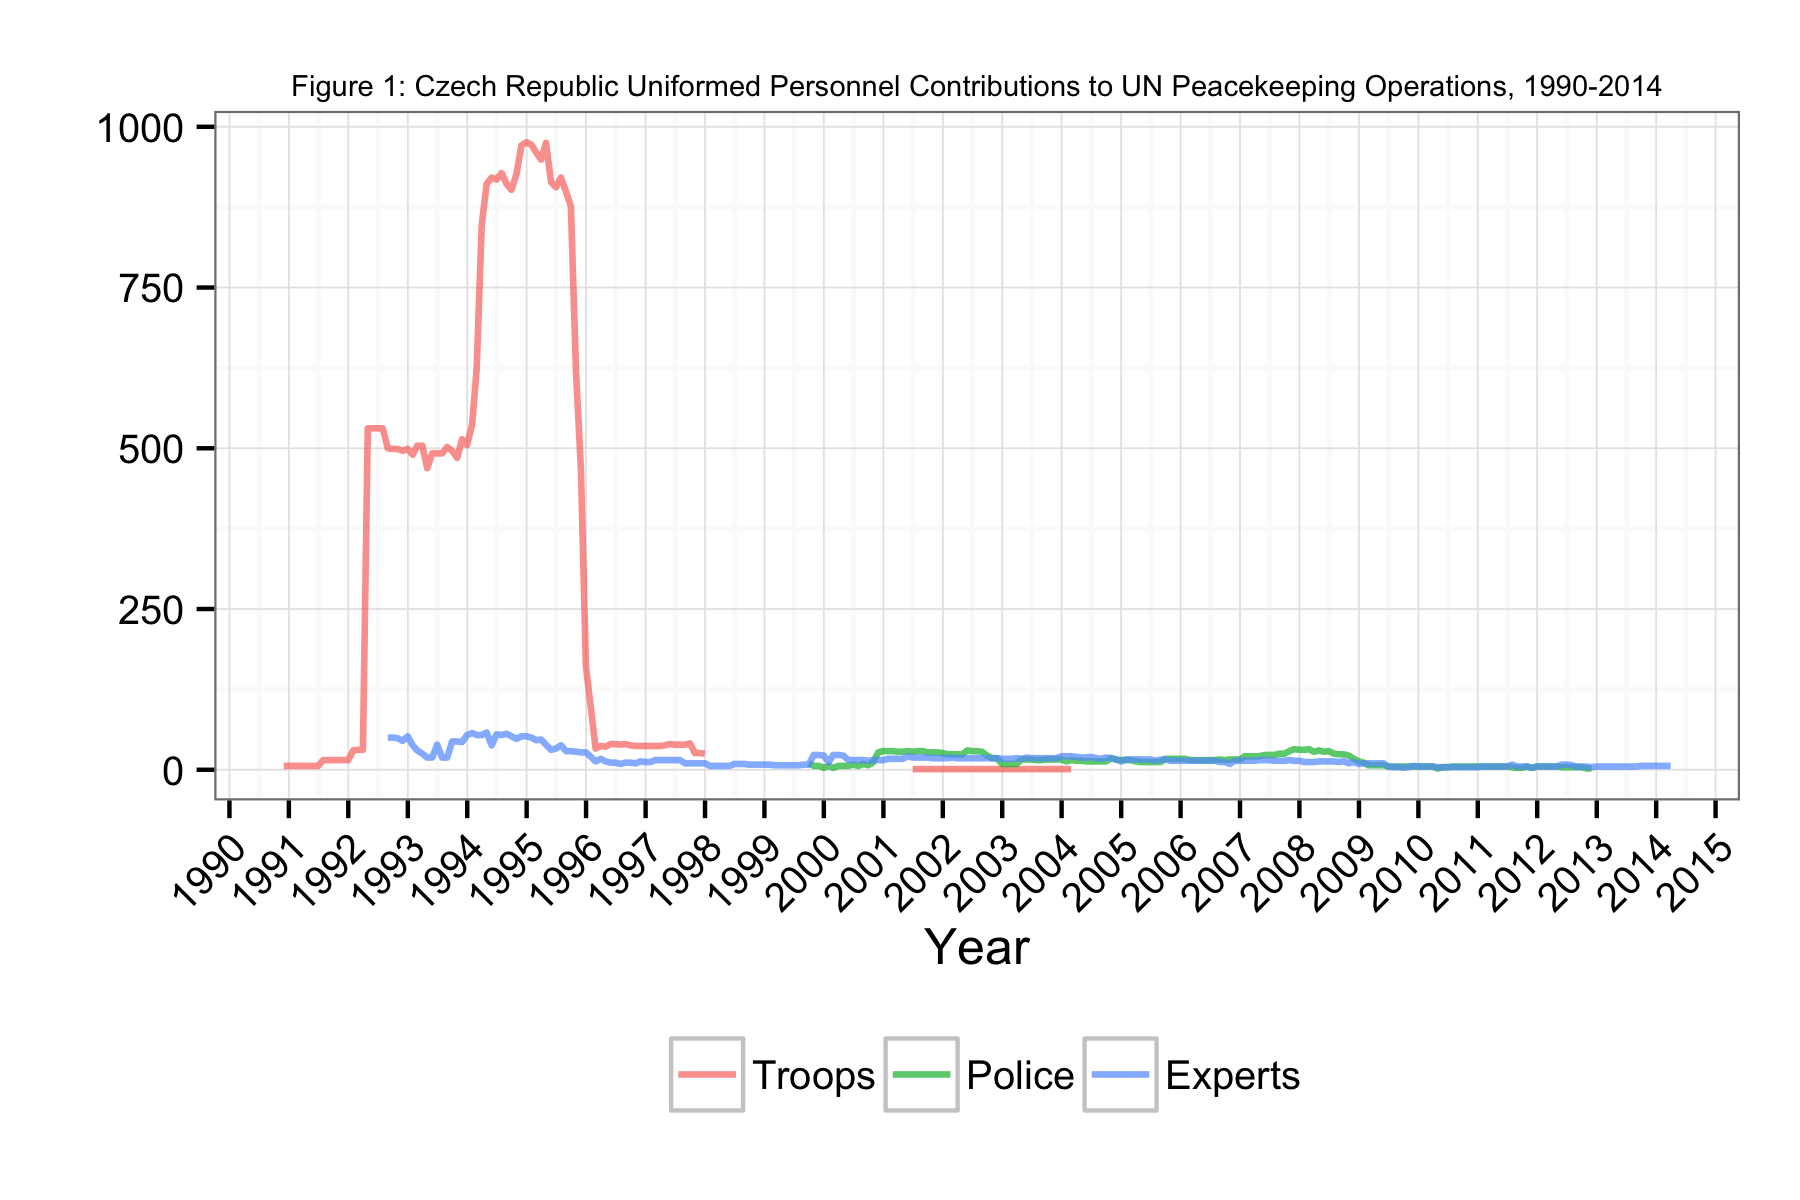 Figure 1: Czech Republic Uniformed Personnel Contributions to UN Peacekeeping Operations, 1990-2014
1000
750
500
250
0
1990 1991 1992 1993 1994 1995 1996 1997 1998 1999 2000 2001 2002 2003 2004 2005 2006 2007 2008 2009 2010 2011 2012 2013 2014 2015
Year
Troops Police Experts